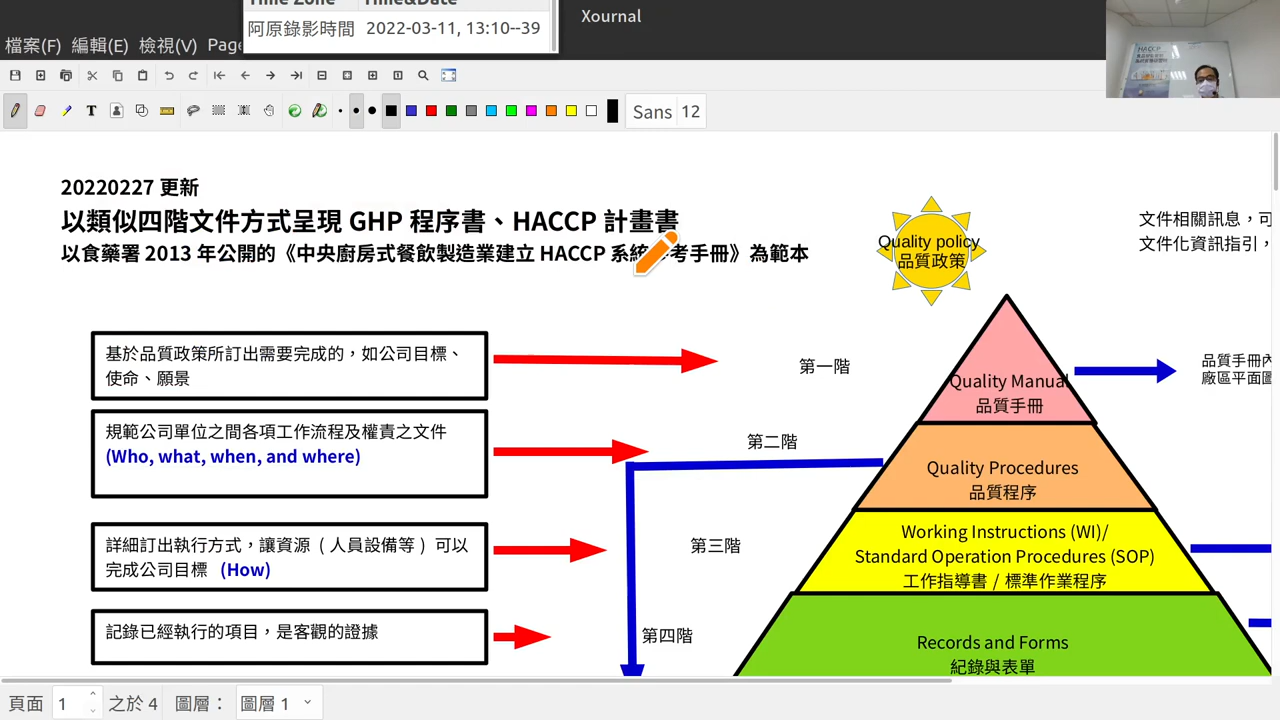 Time Zone Time&Date
阿原錄影時間 2022-03-11, 13:10--39
Xournal
檔案(F) 編輯(E) 檢視(V) Page
T
Sans 12
HACCP
20220227 更新
以類似四階文件方式呈現 GHP 程序書、HACCP 計畫書
以食藥署 2013 年公開的《中央廚房式餐飲製造業建立 HACCP 系統參考手冊》為範本
Quality policy
品質政策
文件相關訊息，可
文件化資訊指引，
基於品質政策所訂出需要完成的，如公司目標、
使命、願景
第一階
Quality Manual
品質手冊
品質手冊內
廠區平面圖
規範公司單位之間各項工作流程及權責之文件
(Who, what, when, and where)
第二階
Quality Procedures
品質程序
詳細訂出執行方式，讓資源（人員設備等）可以
完成公司目標 (How)
第三階
Working Instructions (WI)/
Standard Operation Procedures (SOP)
工作指導書 / 標準作業程序
記錄已經執行的項目，是客觀的證據
第四階
Records and Forms
紀錄與表單
頁面 1 之於 4 圖層： 圖層 1